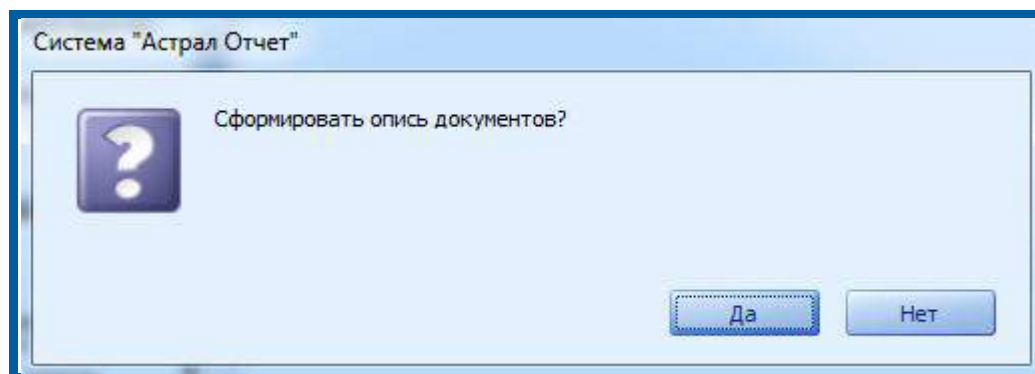 Система "Астрал Отчет"
Сформировать опись документов?
Да
Нет